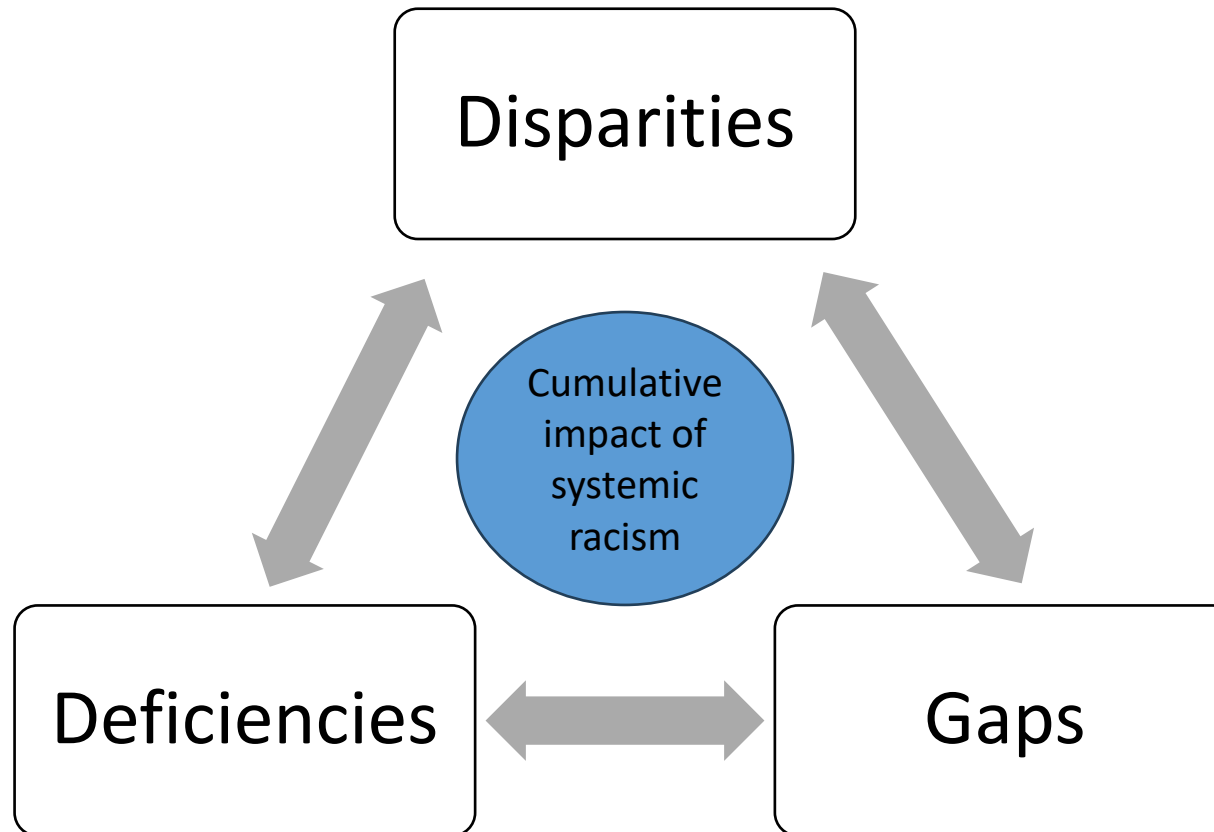 Disparities
Cumulative
impact of
systemic
racism
Deficiencies
Gaps